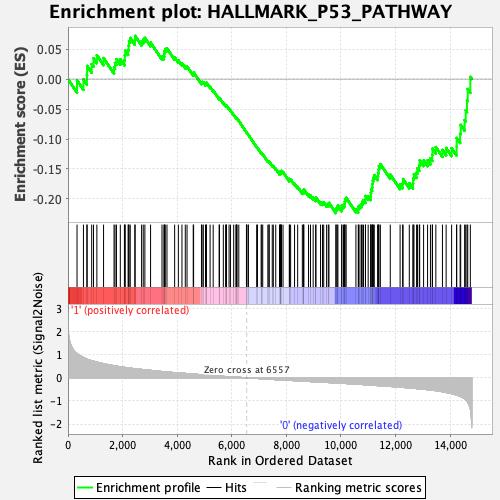 Enrichment plot: HALLMARK_P53_PATHWAY
Enrichment score (ES)
0.05
0.00
-0.05
-0.10
-0.15
-0.20
'1' (positively correlated)
Ranked list metric (Signal2Noise)
3
2
1
0
-1
-2
Zero cross at 6557
'0' (negatively correlated)
0
2,000
4,000
6,000
8,000
10,000
12,000
14,000
Rank in Ordered Dataset
Enrichment profile
Hits
Ranking metric scores